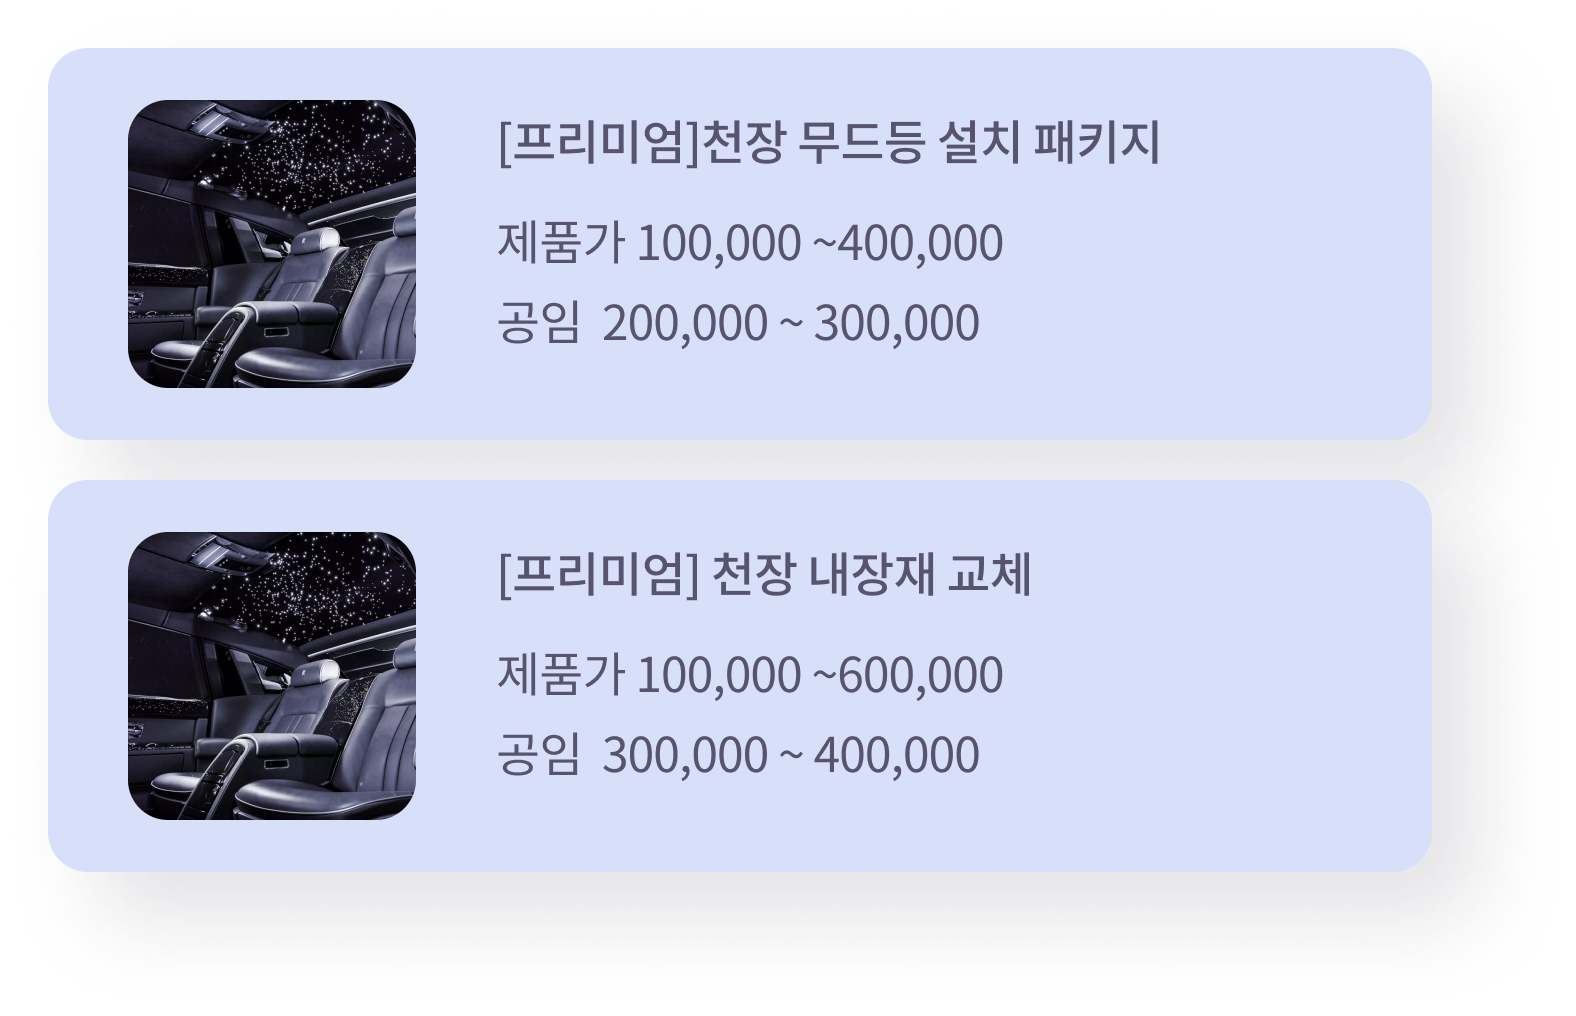 [프리미엄]천장 무드등 설치 패키지
제품가 100,000 ~400,000
공임  200,000 ~ 300,000
[프리미엄] 천장 내장재 교체
제품가 100,000 ~600,000
공임  300,000 ~ 400,000